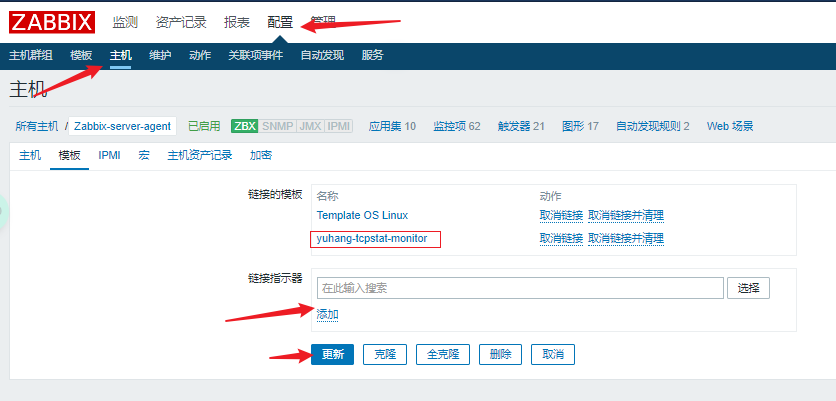 ZABBIX 监测 资产记录 报表 配置 管理
主机群组 模板 主机 维护 动作 关联项事件 自动发现 服务
主机
所有主机 / Zabbix-server-agent 已启用 ZBX SNMP JMX IPMI 应用集 10 监控项 62 触发器 21 图形 17 自动发现规则 2 Web 场景
主机 模板 IPMI 宏 主机资产记录 加密
链接的模板 名称 动作
Template OS Linux 取消链接 取消链接并清理
yuhang-tcpstat-monitor 取消链接 取消链接并清理
链接指示器 在此输入搜索 选择
添加
更新 克隆 全克隆 删除 取消